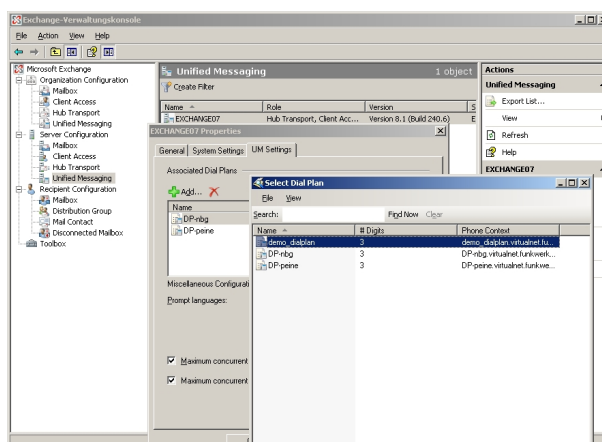 Exchange-Verwaltungskonsole
File Action View Help
Microsoft Exchange
Organization Configuration
Mailbox
Client Access
Hub Transport
Unified Messaging
Server Configuration
Mailbox
Client Access
Hub Transport
Unified Messaging
Recipient Configuration
Mailbox
Distribution Group
Mail Contact
Disconnected Mailbox
Toolbox
Unified Messaging 1 object
Create Filter
Name Role Version S
EXCHANGE07 Hub Transport, Client Acc... Version 8.1 (Build 240.6) E
Actions
Unified Messaging
Export List...
View
Refresh
Help
EXCHANGE07
EXCHANGE07 Properties
General System Settings UM Settings
Associated Dial Plans
Add...
Name
DP-nbg
DP-peine
Miscellaneous Configurati
Prompt languages:
Maximum concurrent
Maximum concurrent
Select Dial Plan
File View
Search: Find Now Clear
Name # Digits Phone Context
demo_dialplan 3 demo_dialplan.virtualnet.fu...
DP-nbg 3 DP-nbg.virtualnet.funkwerk...
DP-peine 3 DP-peine.virtualnet.funkwe...